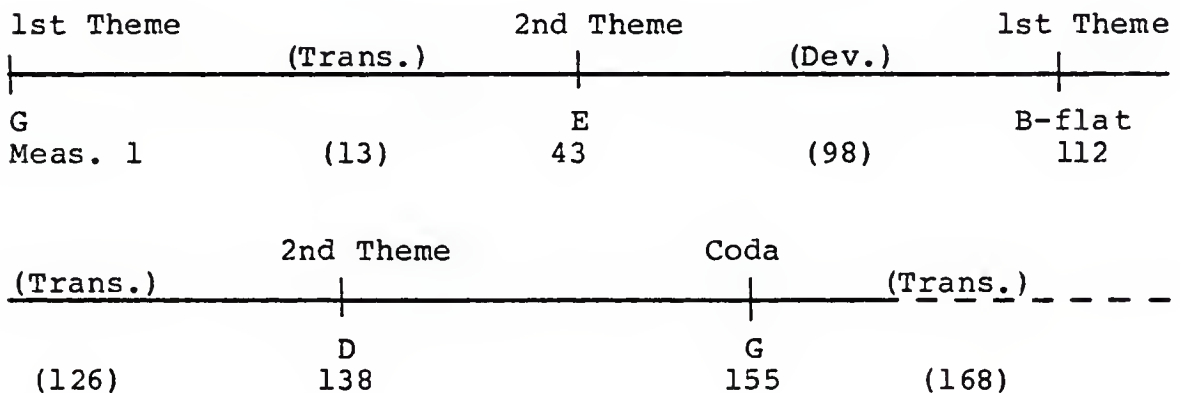 1st Theme 2nd Theme 1st Theme
(Trans.) (Dev.)
G E B-flat
Meas. 1 (13) 43 (98) 112
2nd Theme Coda
(Trans.) (Trans.)
D G
(126) 138 155 (168)